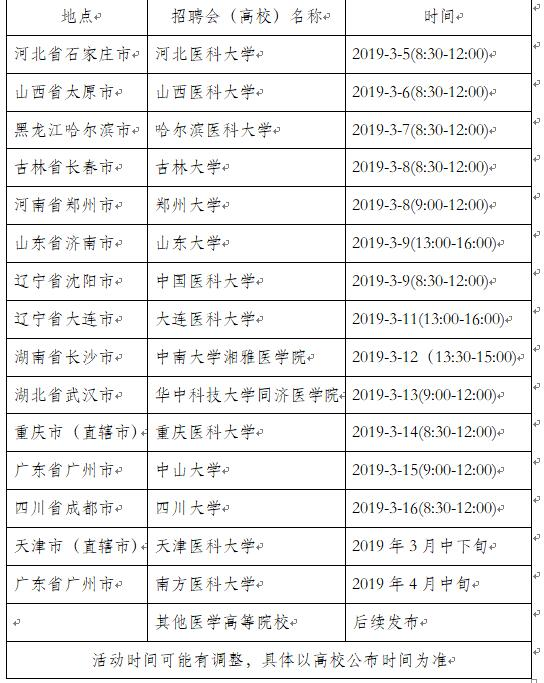 地点 招聘会（高校）名称 时间
河北省石家庄市 河北医科大学 2019-3-5(8:30-12:00)
山西省太原市 山西医科大学 2019-3-6(8:30-12:00)
黑龙江哈尔滨市 哈尔滨医科大学 2019-3-7(8:30-12:00)
吉林省长春市 吉林大学 2019-3-8(8:30-12:00)
河南省郑州市 郑州大学 2019-3-8(9:00-12:00)
山东省济南市 山东大学 2019-3-9(13:00-16:00)
辽宁省沈阳市 中国医科大学 2019-3-9(8:30-12:00)
辽宁省大连市 大连医科大学 2019-3-11(13:00-16:00)
湖南省长沙市 中南大学湘雅医学院 2019-3-12（13:30-15:00)
湖北省武汉市 华中科技大学同济医学院 2019-3-13(9:00-12:00)
重庆市（直辖市） 重庆医科大学 2019-3-14(8:30-12:00)
广东省广州市 中山大学 2019-3-15(9:00-12:00)
四川省成都市 四川大学 2019-3-16(8:30-12:00)
天津市（直辖市） 天津医科大学 2019 年 3 月中下旬
广东省广州市 南方医科大学 2019 年 4 月中旬
其他医学高等院校 后续发布
活动时间可能有调整，具体以高校公布时间为准